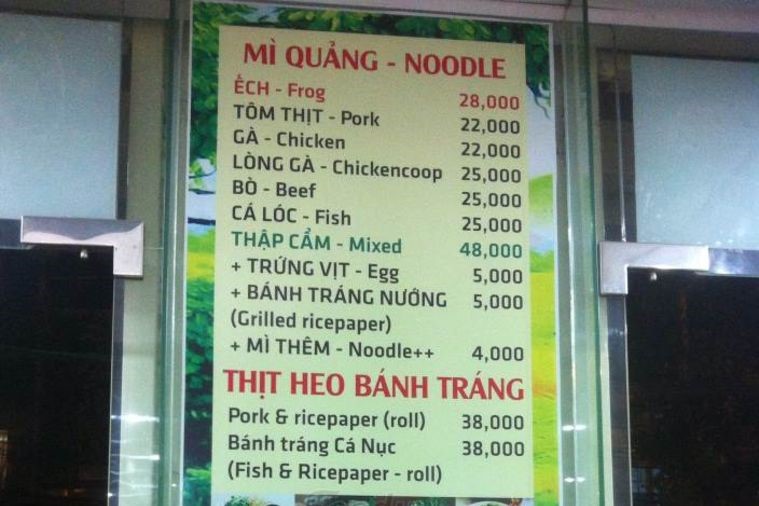 MÌ QUẢNG - NOODLE
ẾCH - Frog 28,000
TÔM THỊT - Pork 22,000
GÀ - Chicken 22,000
LÒNG GÀ - Chickencoop 25,000
BÒ - Beef 25,000
CÁ LÓC - Fish 25,000
THẬP CẨM - Mixed 48,000
+ TRỨNG VỊT - Egg 5,000
+ BÁNH TRÁNG NƯỚNG 5,000
(Grilled ricepaper)
+ MÌ THÊM - Noodle++ 4,000
THỊT HEO BÁNH TRÁNG
Pork & ricepaper (roll) 38,000
Bánh tráng Cá Nục 38,000
(Fish & Ricepaper - roll)